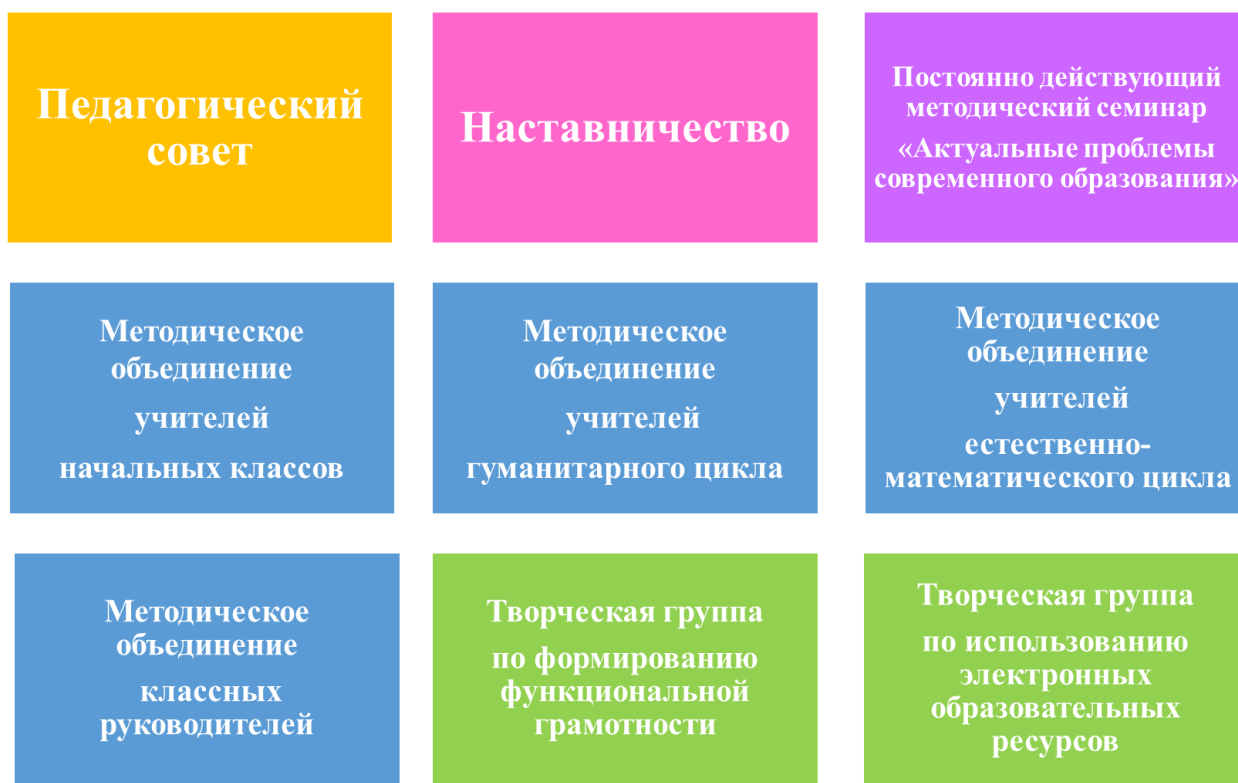 Педагогический
совет
Наставничество
Постоянно действующий
методический семинар
«Актуальные проблемы
современного образования»
Методическое
объединение
учителей
начальных классов
Методическое
объединение
учителей
гуманитарного цикла
Методическое
объединение
учителей
естественно-
математического цикла
Методическое
объединение
классных
руководителей
Творческая группа
по формированию
функциональной
грамотности
Творческая группа
по использованию
электронных
образовательных
ресурсов